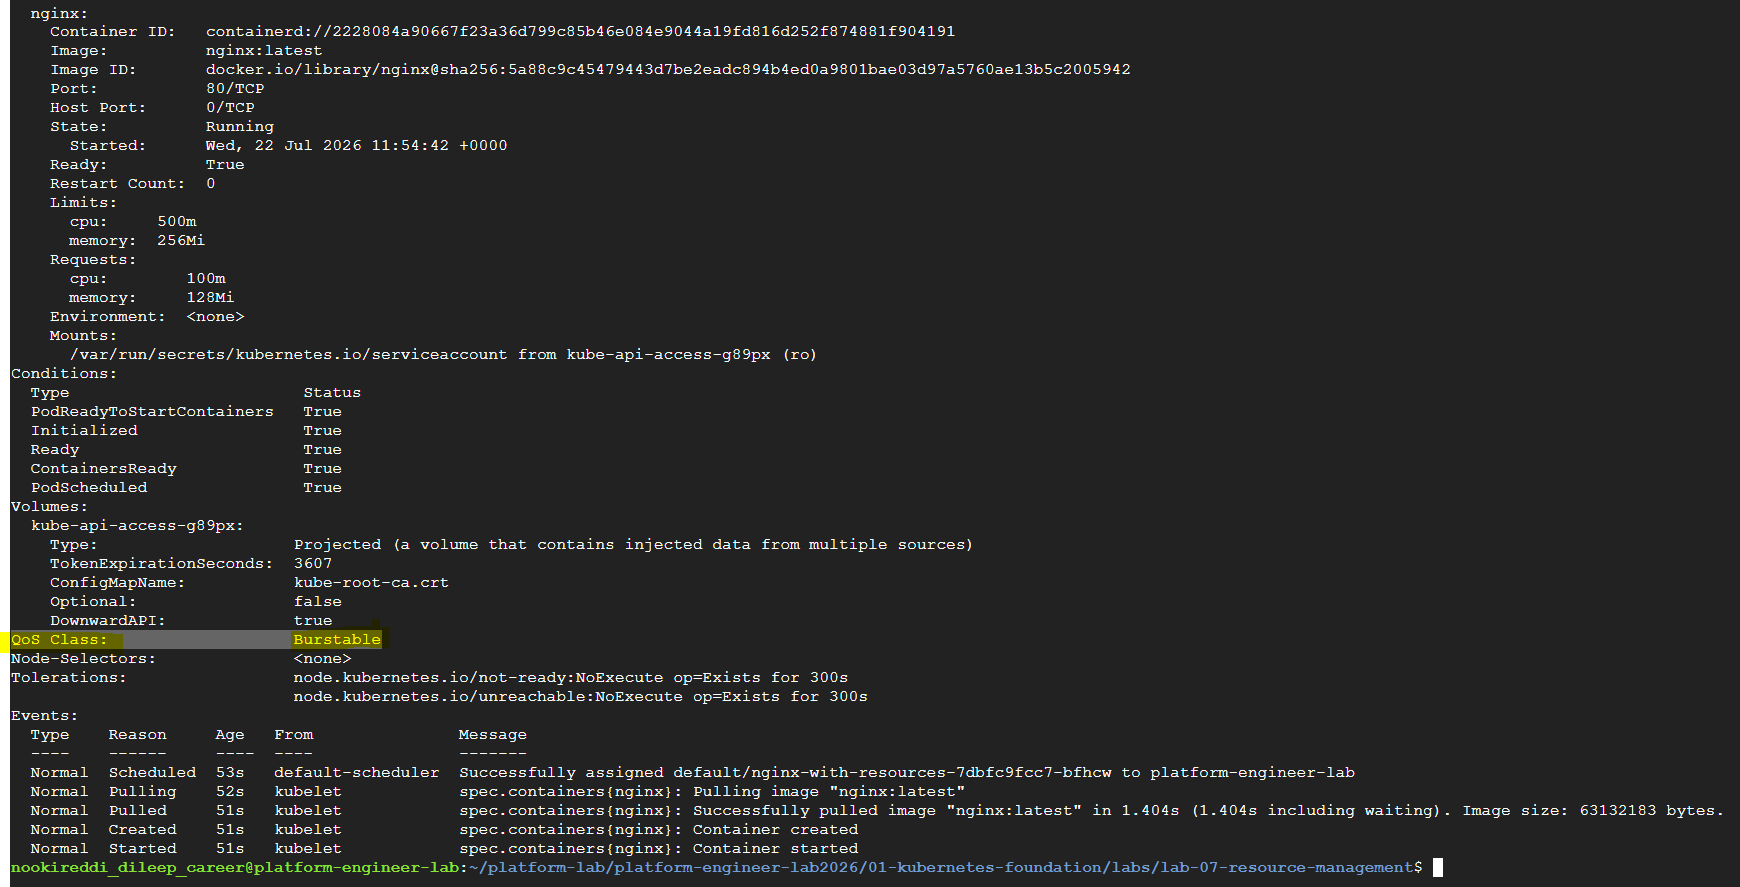 nginx:
Container ID: containerd://2228084a90667f23a36d799c85b46e084e9044a19fd816d252f874881f904191
Image: nginx:latest
Image ID: docker.io/library/nginx@sha256:5a88c9c45479443d7be2eadc894b4ed0a9801bae03d97a5760ae13b5c2005942
Port: 80/TCP
Host Port: 0/TCP
State: Running
Started: Wed, 22 Jul 2026 11:54:42 +0000
Ready: True
Restart Count: 0
Limits:
cpu: 500m
memory: 256Mi
Requests:
cpu: 100m
memory: 128Mi
Environment: <none>
Mounts:
/var/run/secrets/kubernetes.io/serviceaccount from kube-api-access-g89px (ro)
Conditions:
Type Status
PodReadyToStartContainers True
Initialized True
Ready True
ContainersReady True
PodScheduled True
Volumes:
kube-api-access-g89px:
Type: Projected (a volume that contains injected data from multiple sources)
TokenExpirationSeconds: 3607
ConfigMapName: kube-root-ca.crt
Optional: false
DownwardAPI: true
QoS Class: Burstable
Node-Selectors: <none>
Tolerations: node.kubernetes.io/not-ready:NoExecute op=Exists for 300s
node.kubernetes.io/unreachable:NoExecute op=Exists for 300s
Events:
Type Reason Age From Message
---- ------ ---- ---- -------
Normal Scheduled 53s default-scheduler Successfully assigned default/nginx-with-resources-7dbfc9fcc7-bfhcw to platform-engineer-lab
Normal Pulling 52s kubelet spec.containers{nginx}: Pulling image "nginx:latest"
Normal Pulled 51s kubelet spec.containers{nginx}: Successfully pulled image "nginx:latest" in 1.404s (1.404s including waiting). Image size: 63132183 bytes.
Normal Created 51s kubelet spec.containers{nginx}: Container created
Normal Started 51s kubelet spec.containers{nginx}: Container started
nookireddi_dileep_career@platform-engineer-lab:~/platform-lab/platform-engineer-lab2026/01-kubernetes-foundation/labs/lab-07-resource-management$